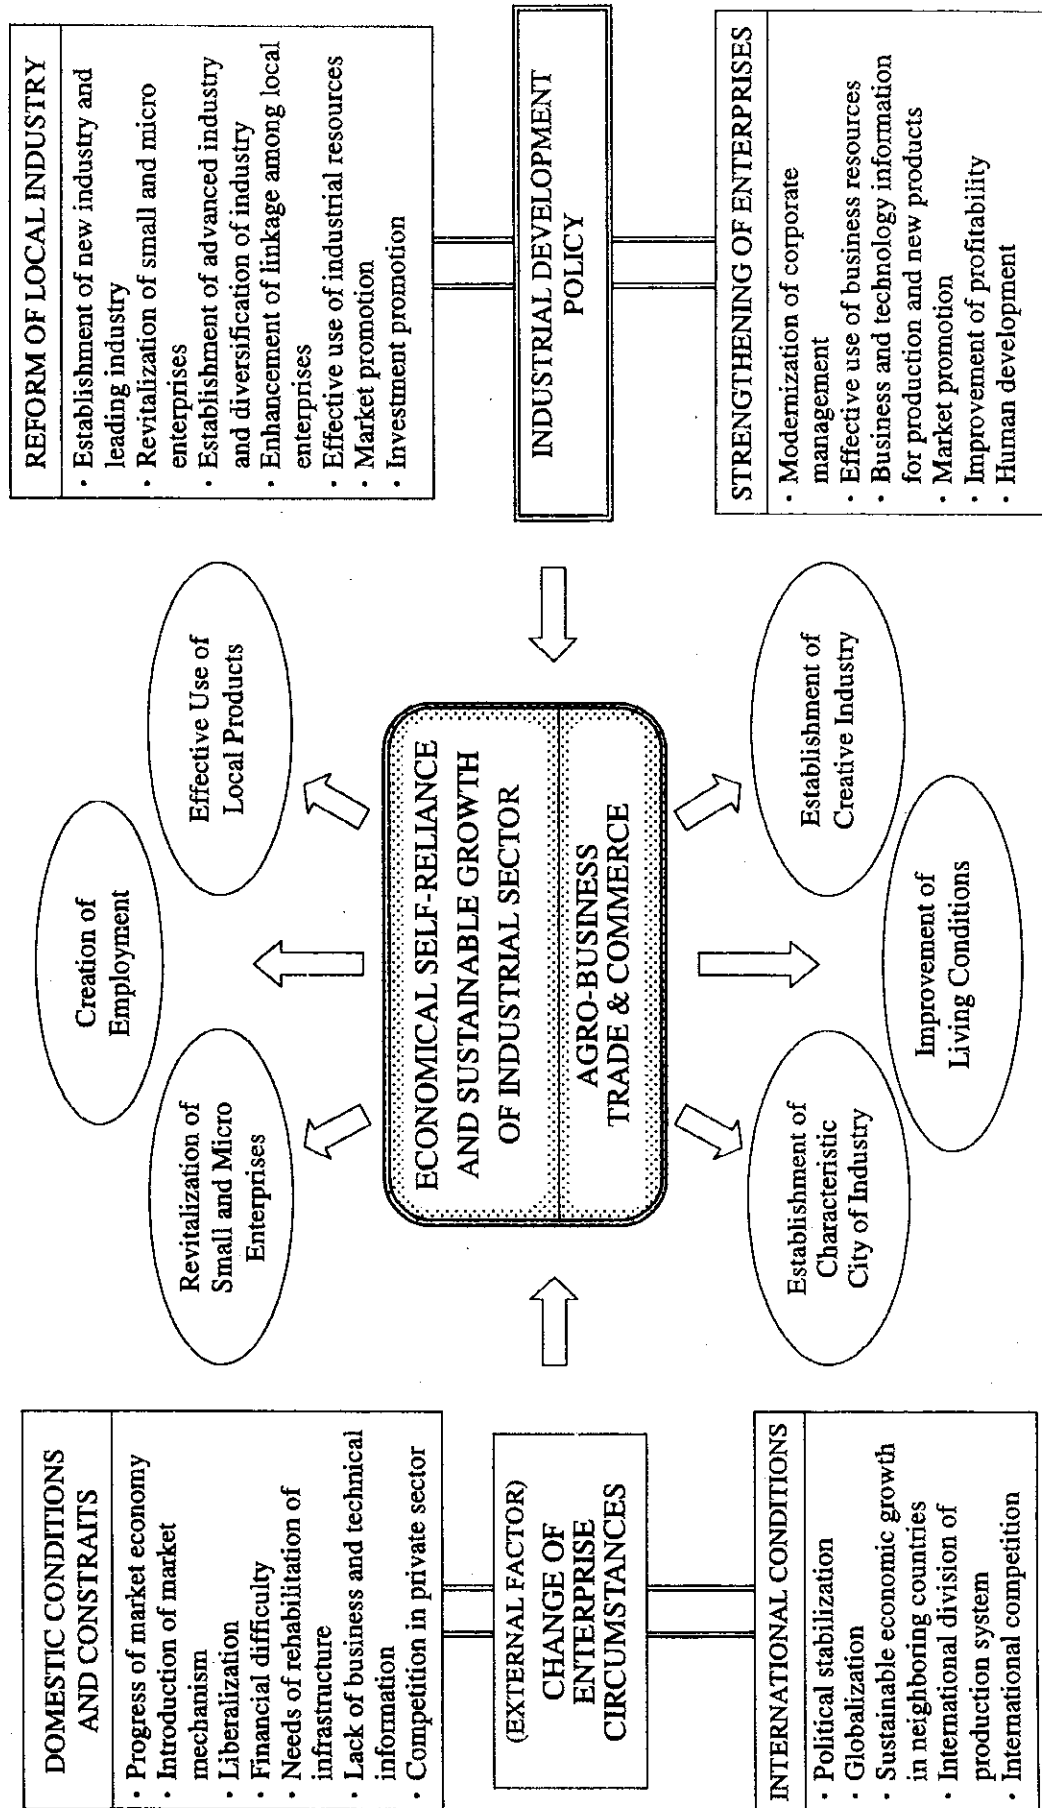 DOMESTIC CONDITIONS
AND CONSTRAITS
· Progress of market economy
· Introduction of market
mechanism
· Liberalization
· Financial difficulty
· Needs of rehabilitation of
infrastructure
· Lack of business and technical
information
· Competition in private sector
(EXTERNAL FACTOR)
CHANGE OF
ENTERPRISE
CIRCUMSTANCES
INTERNATIONAL CONDITIONS
· Political stabilization
· Globalization
· Sustainable economic growth
in neighboring countries
· International division of
production system
· International competition
Creation of
Employment
Revitalization of
Small and Micro
Enterprises
Effective Use of
Local Products
ECONOMICAL SELF-RELIANCE
AND SUSTAINABLE GROWTH
OF INDUSTRIAL SECTOR
AGRO-BUSINESS
TRADE & COMMERCE
Establishment of
Characteristic
City of Industry
Establishment of
Creative Industry
Improvement of
Living Conditions
REFORM OF LOCAL INDUSTRY
· Establishment of new industry and
leading industry
· Revitalization of small and micro
enterprises
· Establishment of advanced industry
and diversification of industry
· Enhancement of linkage among local
enterprises
· Effective use of industrial resources
· Market promotion
· Investment promotion
INDUSTRIAL DEVELOPMENT
POLICY
STRENGTHENING OF ENTERPRISES
· Modernization of corporate
management
· Effective use of business resources
· Business and technology information
for production and new products
· Market promotion
· Improvement of profitability
· Human development